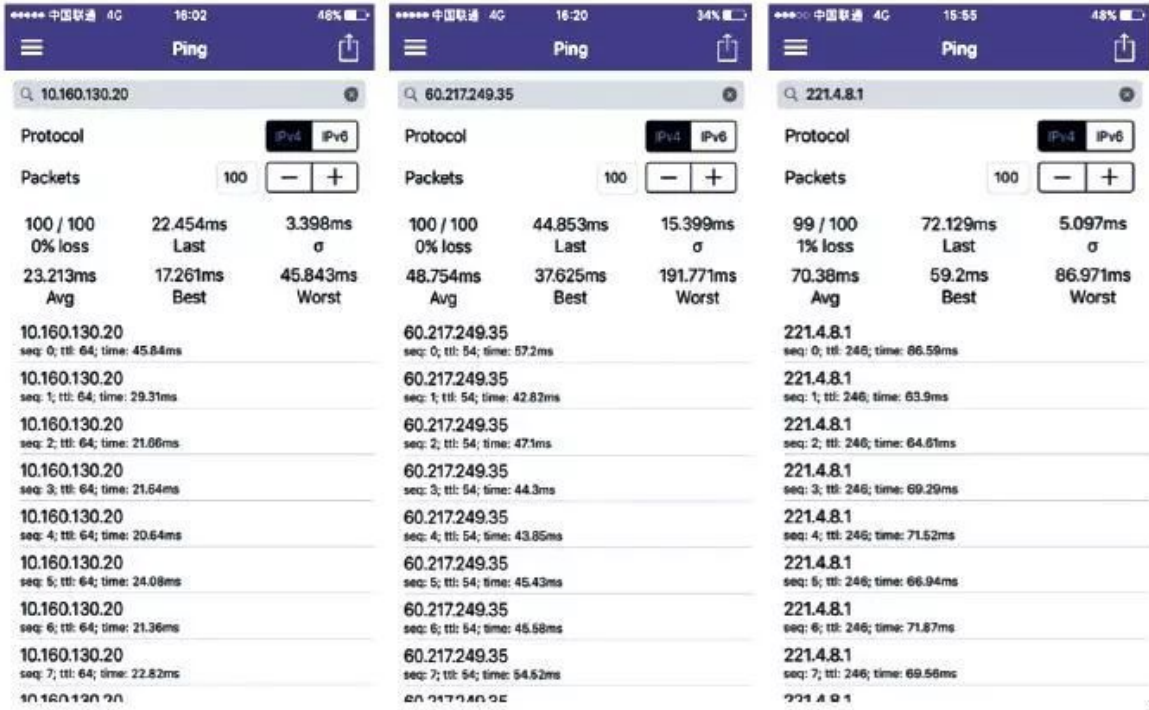 中国联通 4G 16:02 48%
Ping
10.160.130.20
Protocol IPv4 IPv6
Packets 100 − +
100 / 100 22.454ms 3.398ms
0% loss Last σ
23.213ms 17.261ms 45.843ms
Avg Best Worst
10.160.130.20
seq: 0; ttl: 64; time: 45.84ms
10.160.130.20
seq: 1; ttl: 64; time: 29.31ms
10.160.130.20
seq: 2; ttl: 64; time: 21.66ms
10.160.130.20
seq: 3; ttl: 64; time: 21.64ms
10.160.130.20
seq: 4; ttl: 64; time: 20.64ms
10.160.130.20
seq: 5; ttl: 64; time: 24.08ms
10.160.130.20
seq: 6; ttl: 64; time: 21.36ms
10.160.130.20
seq: 7; ttl: 64; time: 22.82ms
10.160.130.20
中国联通 4G 16:20 34%
Ping
60.217.249.35
Protocol IPv4 IPv6
Packets 100 − +
100 / 100 44.853ms 15.399ms
0% loss Last σ
48.754ms 37.625ms 191.771ms
Avg Best Worst
60.217.249.35
seq: 0; ttl: 54; time: 57.2ms
60.217.249.35
seq: 1; ttl: 54; time: 42.82ms
60.217.249.35
seq: 2; ttl: 54; time: 47.1ms
60.217.249.35
seq: 3; ttl: 54; time: 44.3ms
60.217.249.35
seq: 4; ttl: 54; time: 43.85ms
60.217.249.35
seq: 5; ttl: 54; time: 45.43ms
60.217.249.35
seq: 6; ttl: 54; time: 45.58ms
60.217.249.35
seq: 7; ttl: 54; time: 54.52ms
60.217.249.35
中国联通 4G 15:55 48%
Ping
221.4.8.1
Protocol IPv4 IPv6
Packets 100 − +
99 / 100 72.129ms 5.097ms
1% loss Last σ
70.38ms 59.2ms 86.971ms
Avg Best Worst
221.4.8.1
seq: 0; ttl: 246; time: 86.59ms
221.4.8.1
seq: 1; ttl: 246; time: 63.9ms
221.4.8.1
seq: 2; ttl: 246; time: 64.61ms
221.4.8.1
seq: 3; ttl: 246; time: 69.29ms
221.4.8.1
seq: 4; ttl: 246; time: 71.52ms
221.4.8.1
seq: 5; ttl: 246; time: 66.94ms
221.4.8.1
seq: 6; ttl: 246; time: 71.87ms
221.4.8.1
seq: 7; ttl: 246; time: 69.56ms
221.4.8.1